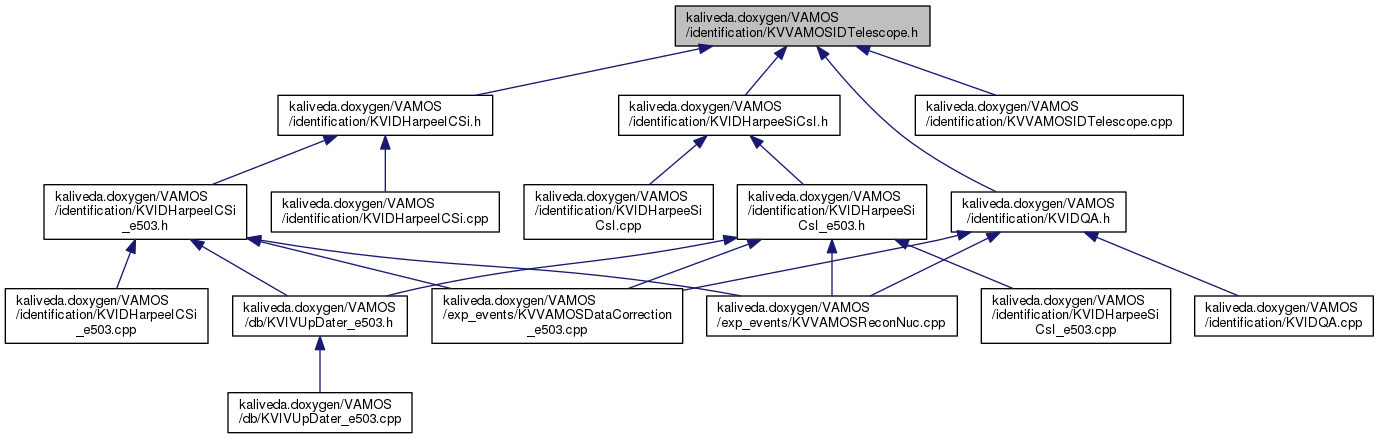 kaliveda.doxygen/VAMOS
/identification/KVVAMOSIDTelescope.h
kaliveda.doxygen/VAMOS
/identification/KVIDHarpeeICSi.h
kaliveda.doxygen/VAMOS
/identification/KVIDHarpeeSiCsI.h
kaliveda.doxygen/VAMOS
/identification/KVVAMOSIDTelescope.cpp
kaliveda.doxygen/VAMOS
/identification/KVIDHarpeeICSi
_e503.h
kaliveda.doxygen/VAMOS
/identification/KVIDHarpeeICSi.cpp
kaliveda.doxygen/VAMOS
/identification/KVIDHarpeeSi
CsI.cpp
kaliveda.doxygen/VAMOS
/identification/KVIDHarpeeSi
CsI_e503.h
kaliveda.doxygen/VAMOS
/identification/KVIDQA.h
kaliveda.doxygen/VAMOS
/identification/KVIDHarpeeICSi
_e503.cpp
kaliveda.doxygen/VAMOS
/db/KVIVUpDater_e503.h
kaliveda.doxygen/VAMOS
/exp_events/KVVAMOSDataCorrection
_e503.cpp
kaliveda.doxygen/VAMOS
/exp_events/KVVAMOSReconNuc.cpp
kaliveda.doxygen/VAMOS
/identification/KVIDHarpeeSi
CsI_e503.cpp
kaliveda.doxygen/VAMOS
/identification/KVIDQA.cpp
kaliveda.doxygen/VAMOS
/db/KVIVUpDater_e503.cpp